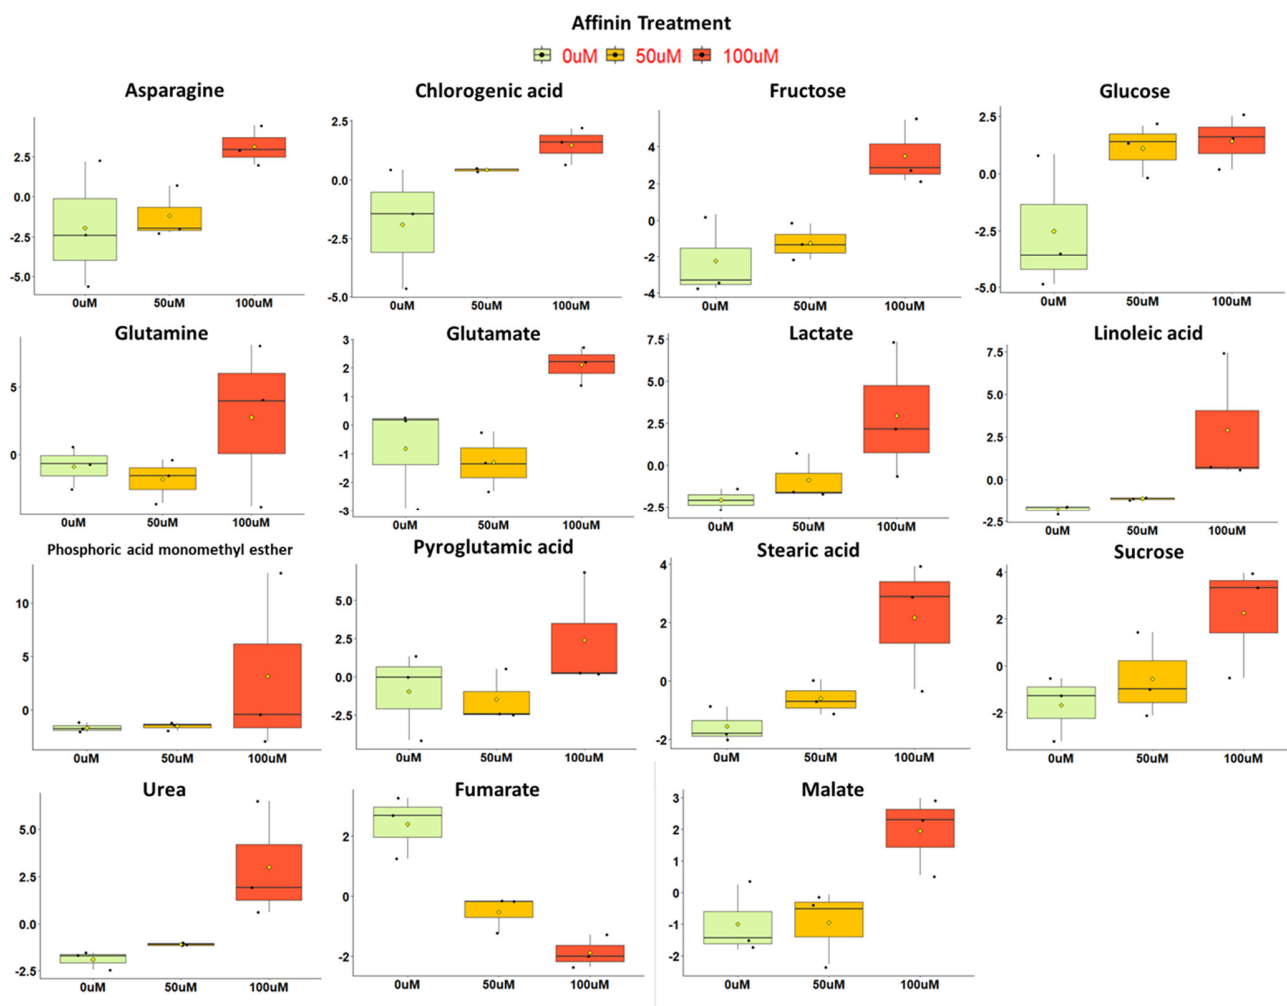 Affinin Treatment
0uM 50uM 100uM
Asparagine
2.5
0.0
-2.5
-5.0
0uM 50uM 100uM
Chlorogenic acid
2.5
0.0
-2.5
-5.0
0uM 50uM 100uM
Fructose
4
2
0
-2
-4
0uM 50uM 100uM
Glucose
2.5
0.0
-2.5
-5.0
0uM 50uM 100uM
Glutamine
5
0
0uM 50uM 100uM
Glutamate
3
2
1
0
-1
-2
-3
0uM 50uM 100uM
Lactate
7.5
5.0
2.5
0.0
-2.5
0uM 50uM 100uM
Linoleic acid
7.5
5.0
2.5
0.0
-2.5
0uM 50uM 100uM
Phosphoric acid monomethyl esther
10
5
0
0uM 50uM 100uM
Pyroglutamic acid
5.0
2.5
0.0
-2.5
0uM 50uM 100uM
Stearic acid
4
2
0
-2
0uM 50uM 100uM
Sucrose
4
2
0
-2
0uM 50uM 100uM
Urea
5.0
2.5
0.0
-2.5
0uM 50uM 100uM
Fumarate
2
0
-2
0uM 50uM 100uM
Malate
3
2
1
0
-1
-2
0uM 50uM 100uM